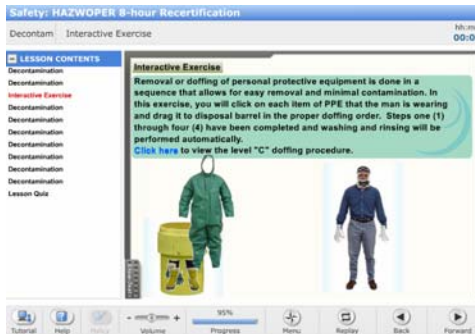 Safety: HAZWOPER 8-hour Recertification
Decontam Interactive Exercise
hh:m
00:0
LESSON CONTENTS
Decontamination
Decontamination
Interactive Exercise
Decontamination
Decontamination
Decontamination
Decontamination
Decontamination
Decontamination
Lesson Quiz
Interactive Exercise
Removal or doffing of personal protective equipment is done in a
sequence that allows for easy removal and minimal contamination. In
this exercise, you will click on each item of PPE that the man is wearing
and drag it to disposal barrel in the proper doffing order. Steps one (1)
through four (4) have been completed and washing and rinsing will be
performed automatically.
Click here to view the level "C" doffing procedure.
95%
Tutorial Help Policy - + Volume Progress Menu Replay Back Forward